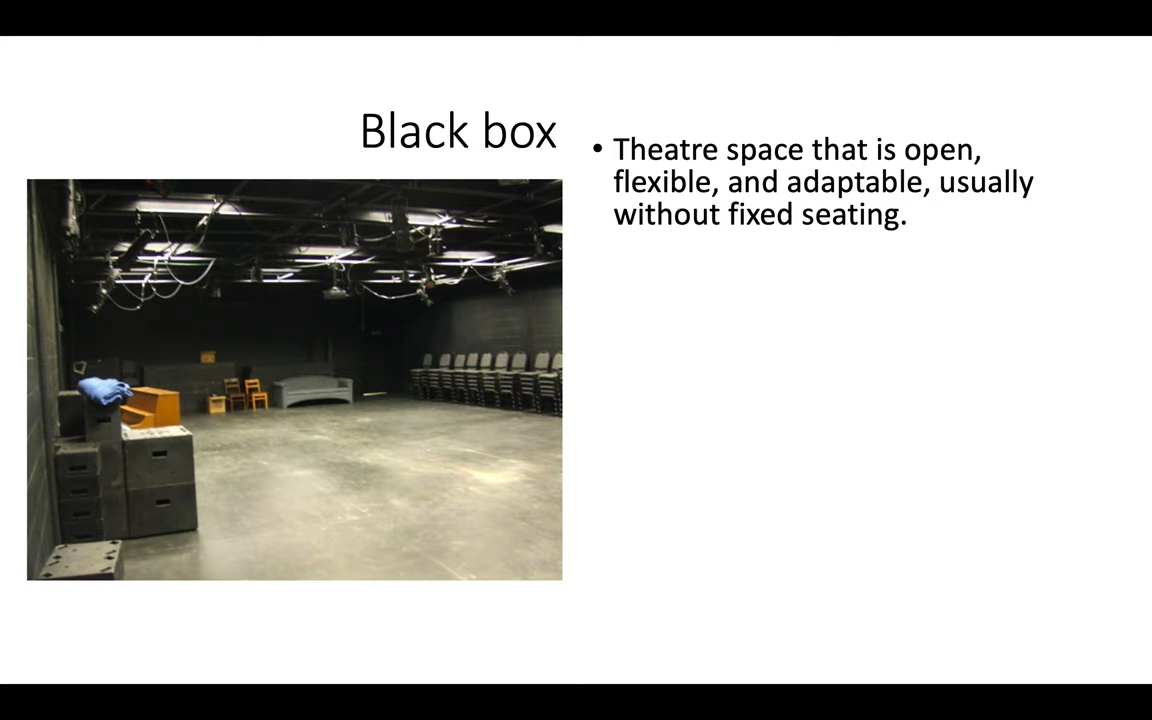 Black box
• Theatre space that is open,
flexible, and adaptable, usually
without fixed seating.